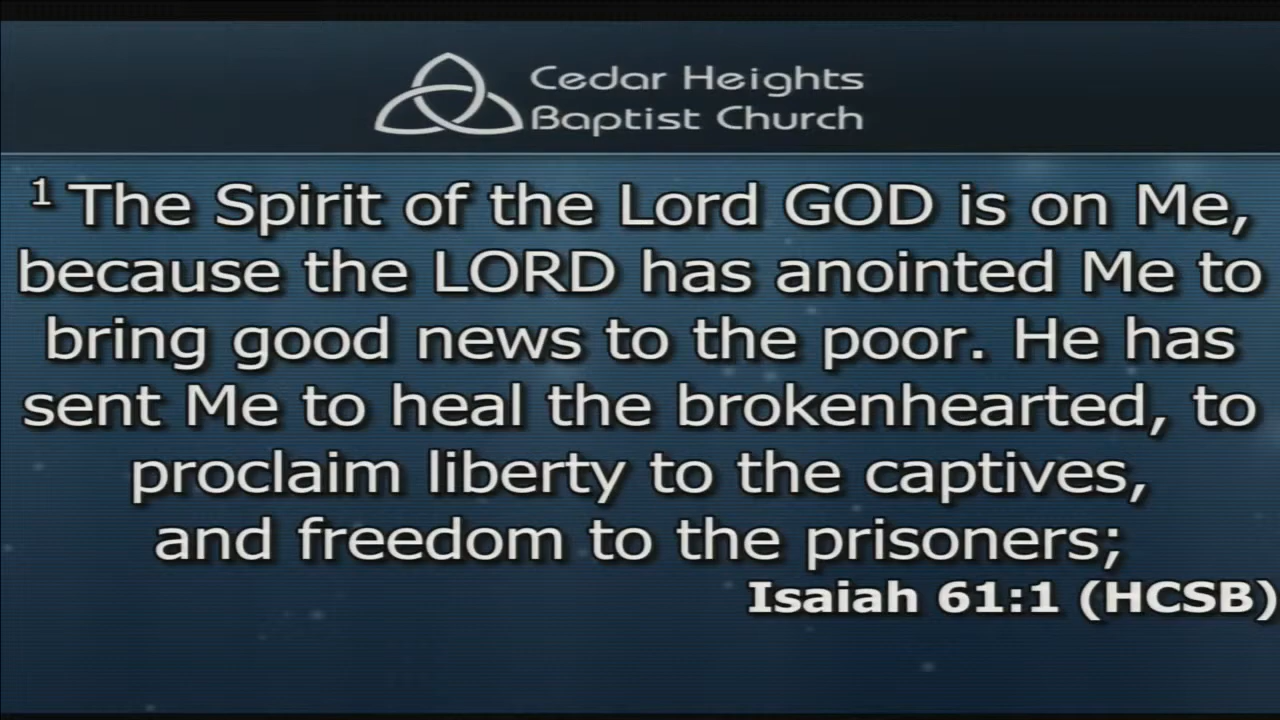 Cedar Heights
Baptist Church
1 The Spirit of the Lord GOD is on Me,
because the LORD has anointed Me to
bring good news to the poor. He has
sent Me to heal the brokenhearted, to
proclaim liberty to the captives,
and freedom to the prisoners;
Isaiah 61:1 (HCSB)